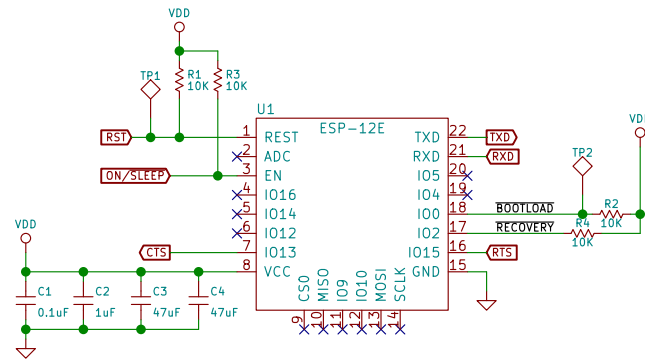 VDD
VDD
TP1
R1
10K
R3
10K
U1
ESP-12E
RST
1 REST
2 ADC
ON/SLEEP
3 EN
4 IO16
5 IO14
6 IO12
CTS
7 IO13
8 VCC
TXD 22
TXD
RXD 21
RXD
IO5 20
IO4 19
IO0 18
BOOTLOAD
IO2 17
RECOVERY
IO15 16
RTS
GND 15
TP2
R2
10K
R4
10K
CS0
MISO
IO9
IO10
MOSI
SCLK
9
10
11
12
13
14
VDD
C1
0.1uF
C2
1uF
C3
47uF
C4
47uF